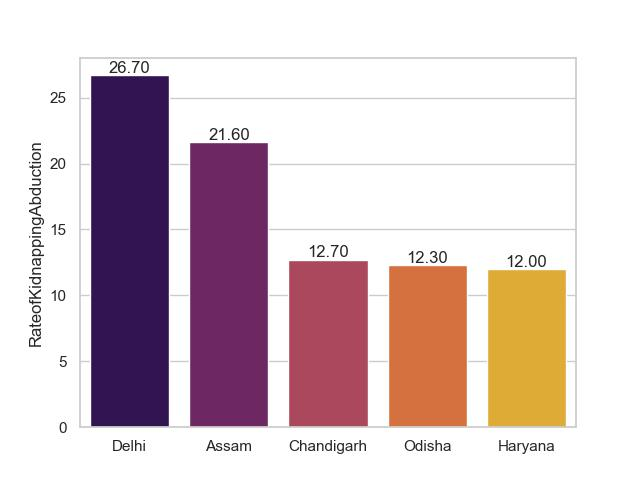 26.70
21.60
12.70
12.30
12.00
RateofKidnappingAbduction
25
20
15
10
5
0
Delhi
Assam
Chandigarh
Odisha
Haryana